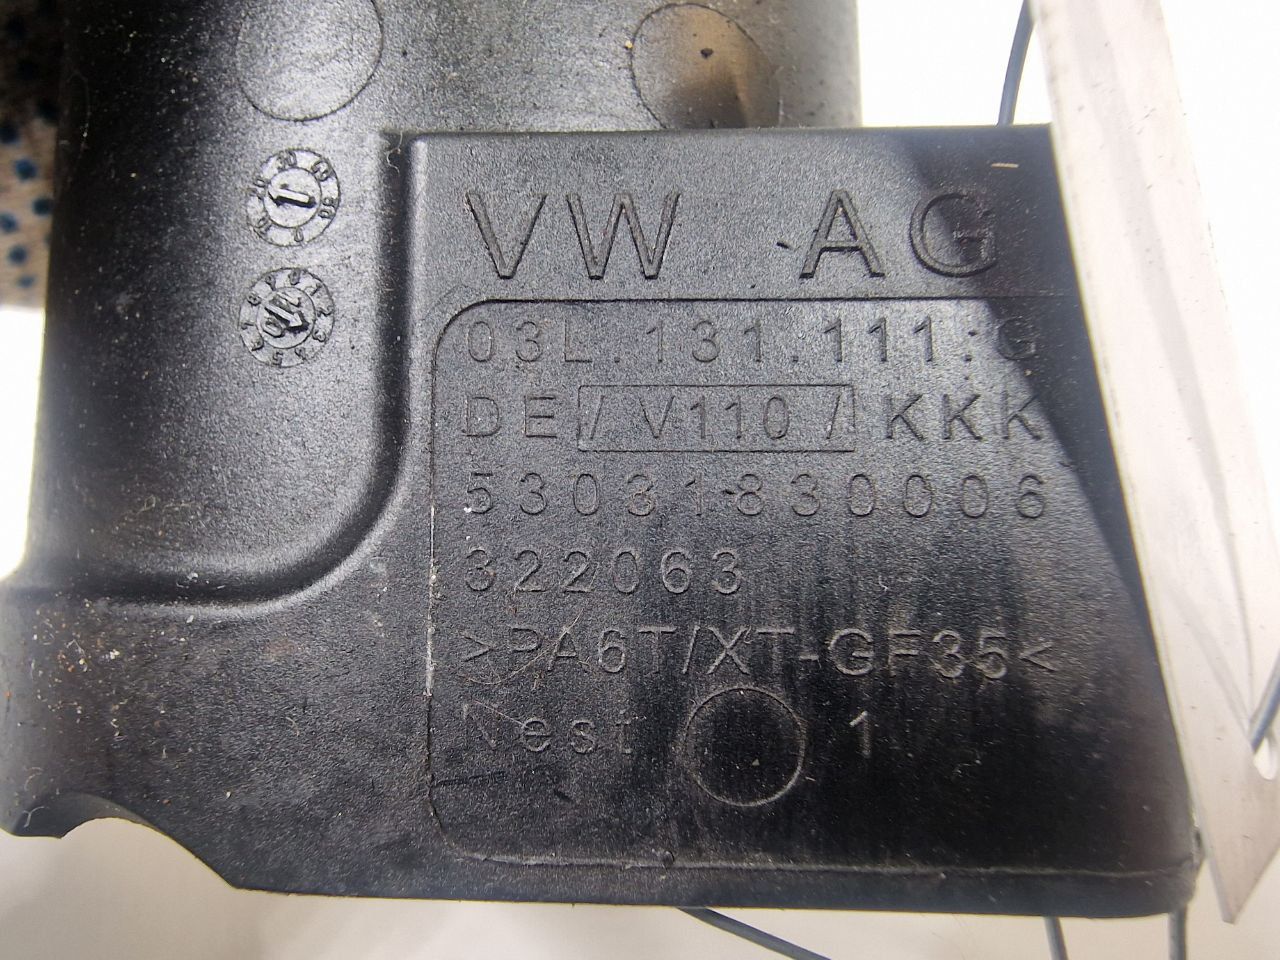 VW AG
03L.131.111.G
DE/V110/KKK
53031830006
322063
>PA6T/XT-GF35<
Nest 1